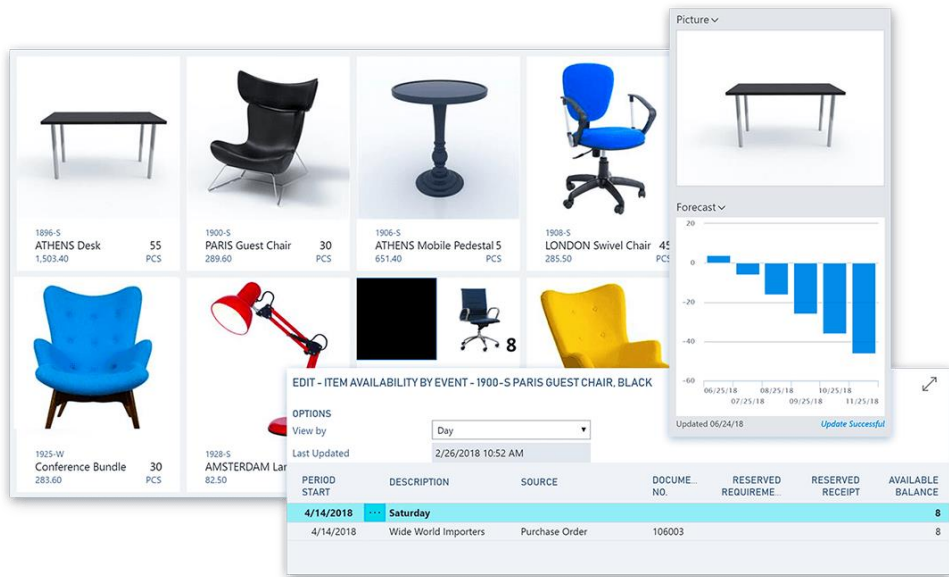 Picture
1896-S
ATHENS Desk 55
1,503.40 PCS
1900-S
PARIS Guest Chair 30
289.60 PCS
1906-S
ATHENS Mobile Pedestal 5
651.40 PCS
1908-S
LONDON Swivel Chair 45
285.50 PCS
Forecast
20
0
-20
-40
-60
06/25/18 08/25/18 10/25/18
07/25/18 09/25/18 11/25/18
Updated 06/24/18 Update Successful
8
1925-W
Conference Bundle 30
283.60 PCS
1928-S
AMSTERDAM Lar
82.50
EDIT - ITEM AVAILABILITY BY EVENT - 1900-S PARIS GUEST CHAIR, BLACK
OPTIONS
View by Day
Last Updated 2/26/2018 10:52 AM
PERIOD START DESCRIPTION SOURCE DOCUME... NO. RESERVED REQUIREME... RESERVED RECEIPT AVAILABLE BALANCE
4/14/2018 ... Saturday 8
4/14/2018 Wide World Importers Purchase Order 106003 8